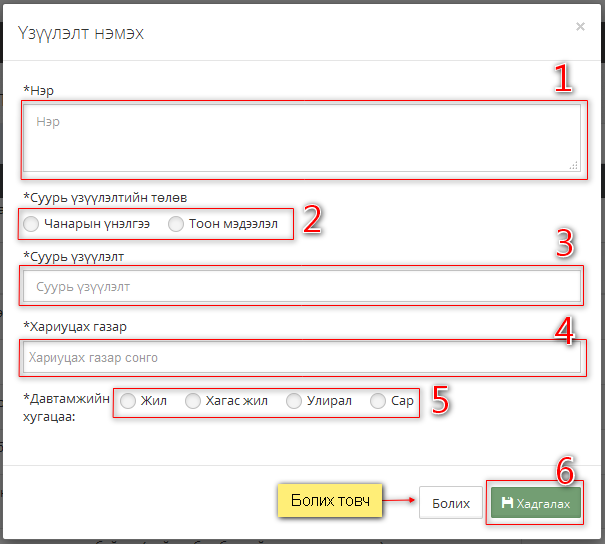 Үзүүлэлт нэмэх ×
1
*Нэр
Нэр
*Суурь үзүүлэлтийн төлөв
Чанарын үнэлгээ Тоон мэдээлэл 2
*Суурь үзүүлэлт 3
Суурь үзүүлэлт
*Хариуцах газар 4
Хариуцах газар сонго
*Давтамжийн хугацаа:
Жил Хагас жил Улирал Сар 5
6
Болих товч Болих Хадгалах